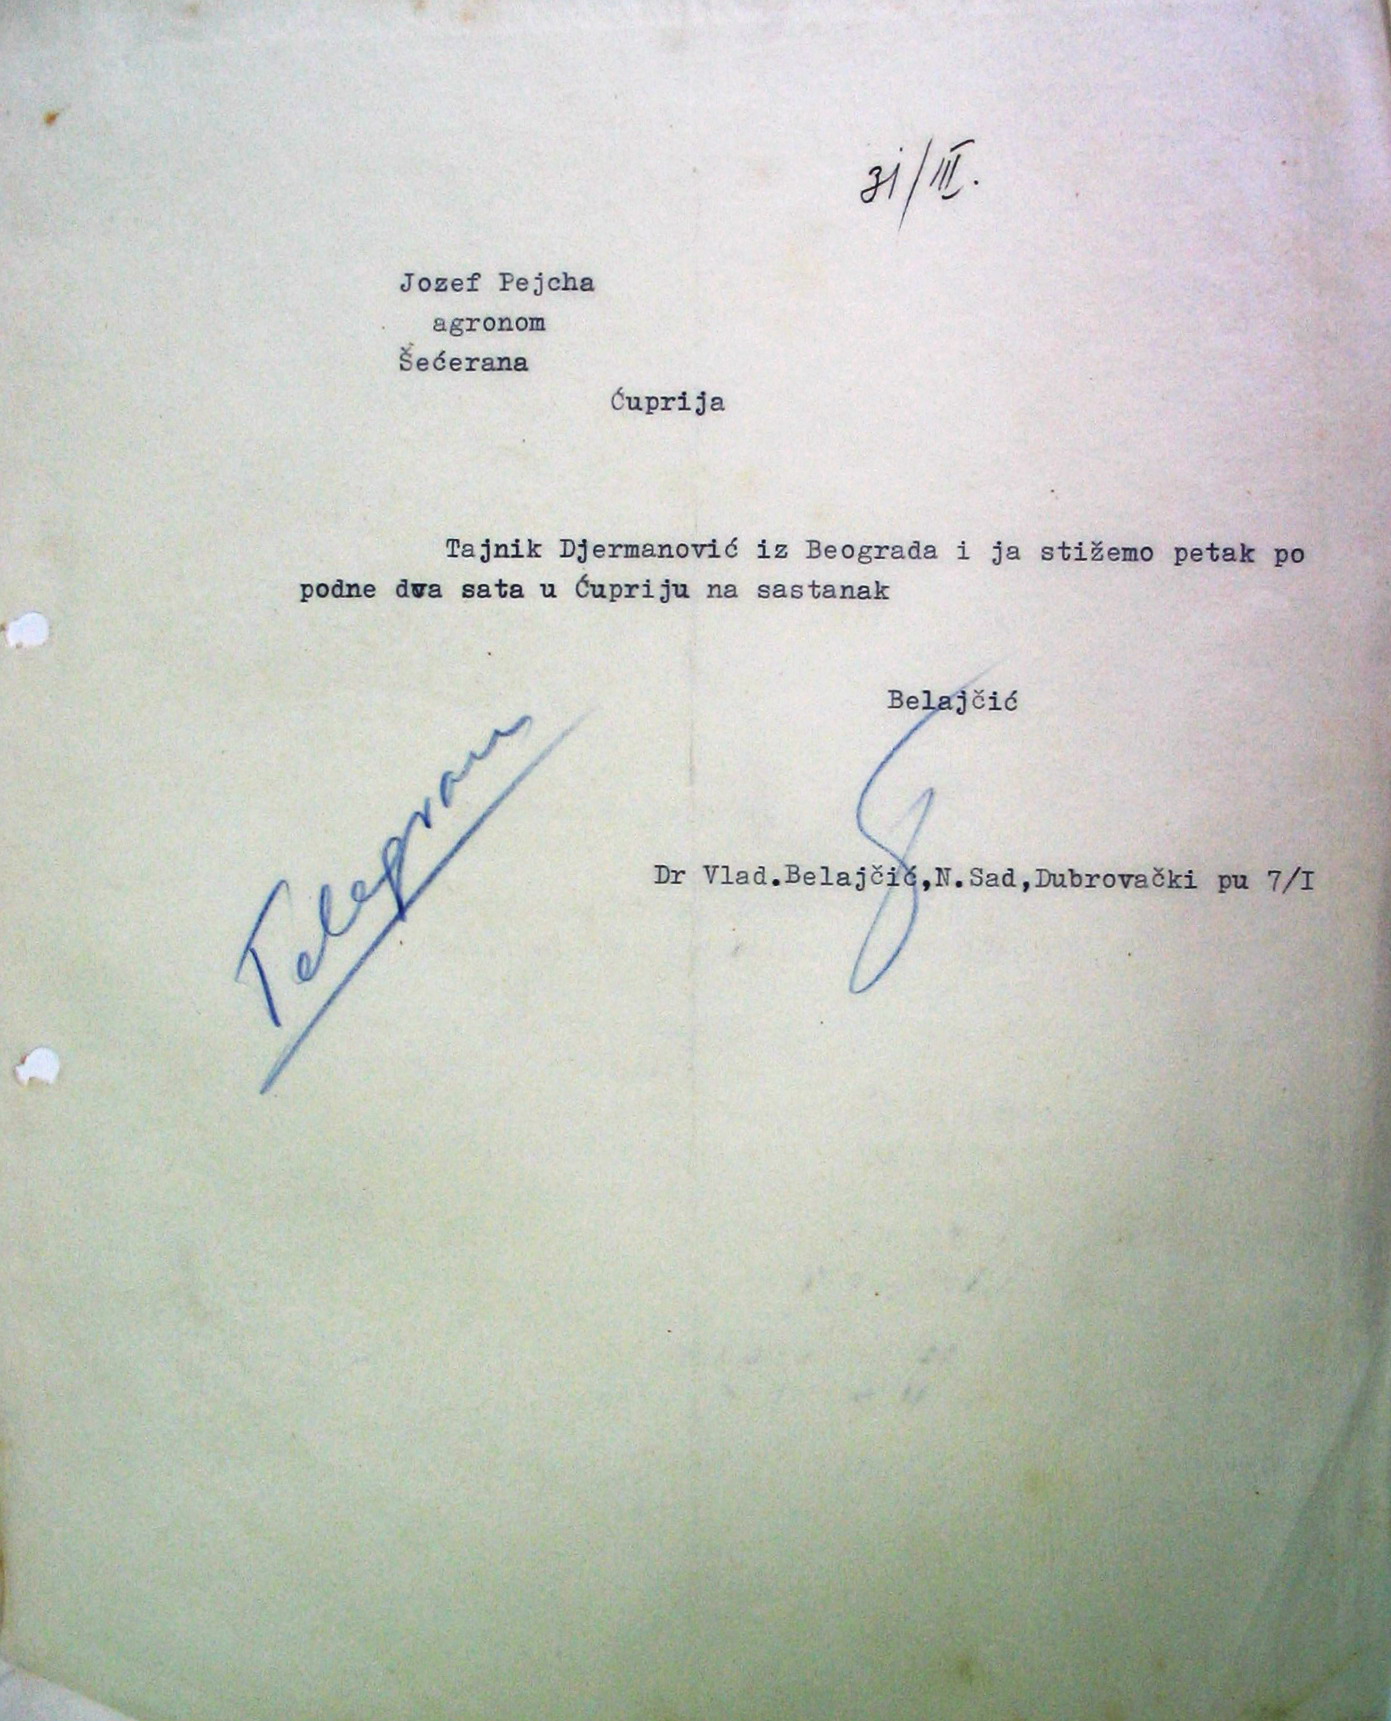 31/III.
Jozef Pejcha
agronom
Šećerana
Ćuprija
Tajnik Djermanović iz Beograda i ja stižemo petak po
podne dva sata u Ćupriju na sastanak
Belajčić
Telegram
Dr Vlad.Belajčić,N.Sad,Dubrovački pu 7/I